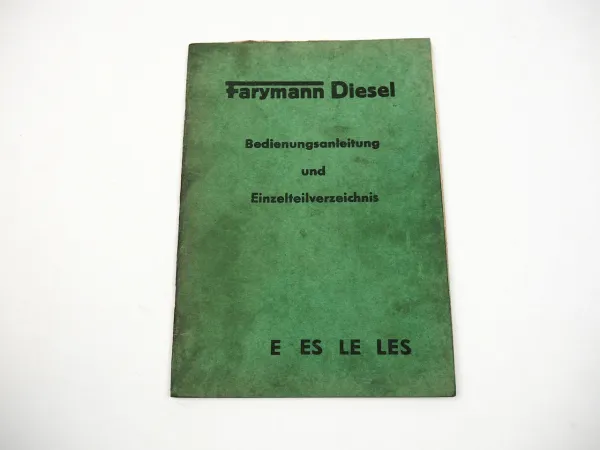 Farymann Diesel
Bedienungsanleitung
und
Einzelteilverzeichnis
E ES LE LES